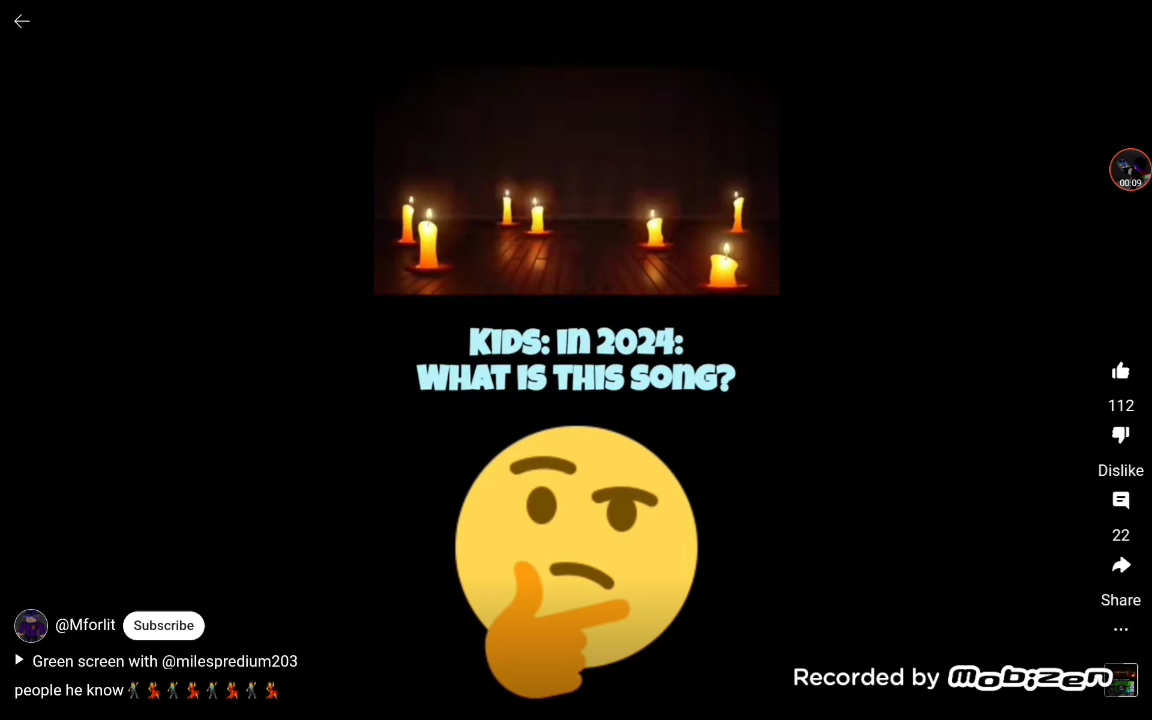 00:09
KIDS: In 2024:
WHAT IS THIS SONG?
112
Dislike
22
Share
@Mforlit Subscribe
Green screen with @milespredium203
people he know
Recorded by mobizen